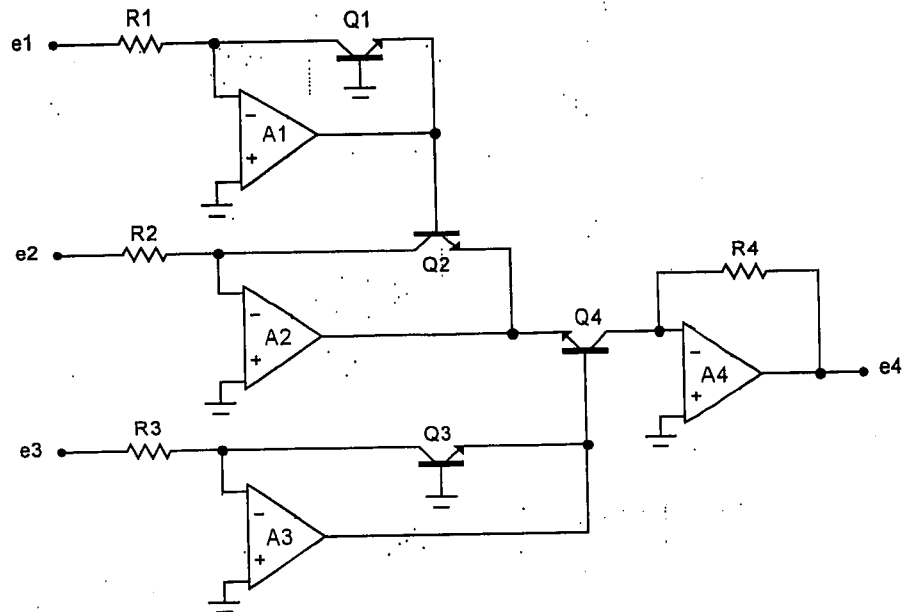 R1
Q1
e1
−
A1
+
R2
e2
Q2
R4
−
A2
+
Q4
−
A4
+
e4
R3
Q3
e3
−
A3
+